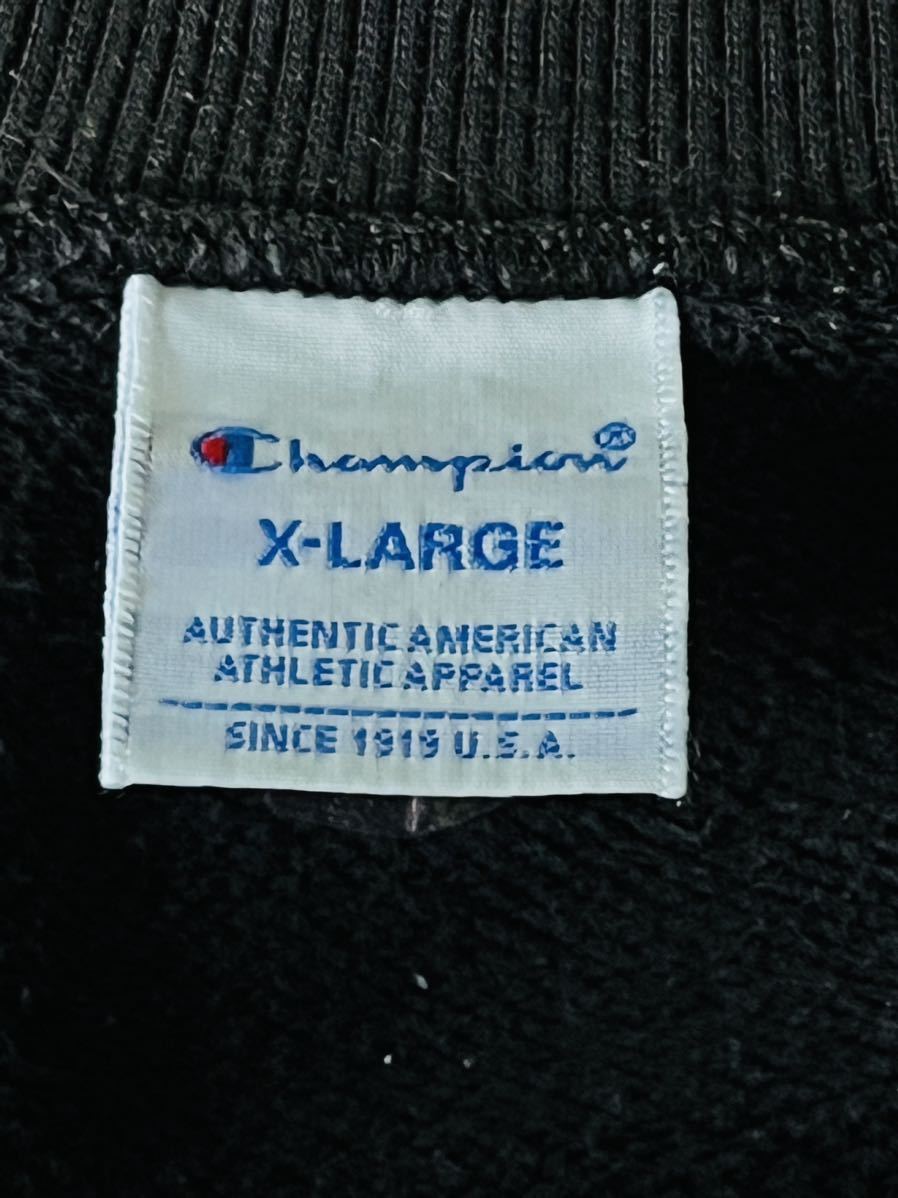 Champion®
X-LARGE
AUTHENTIC AMERICAN
ATHLETIC APPAREL
SINCE 1919 U.S.A.